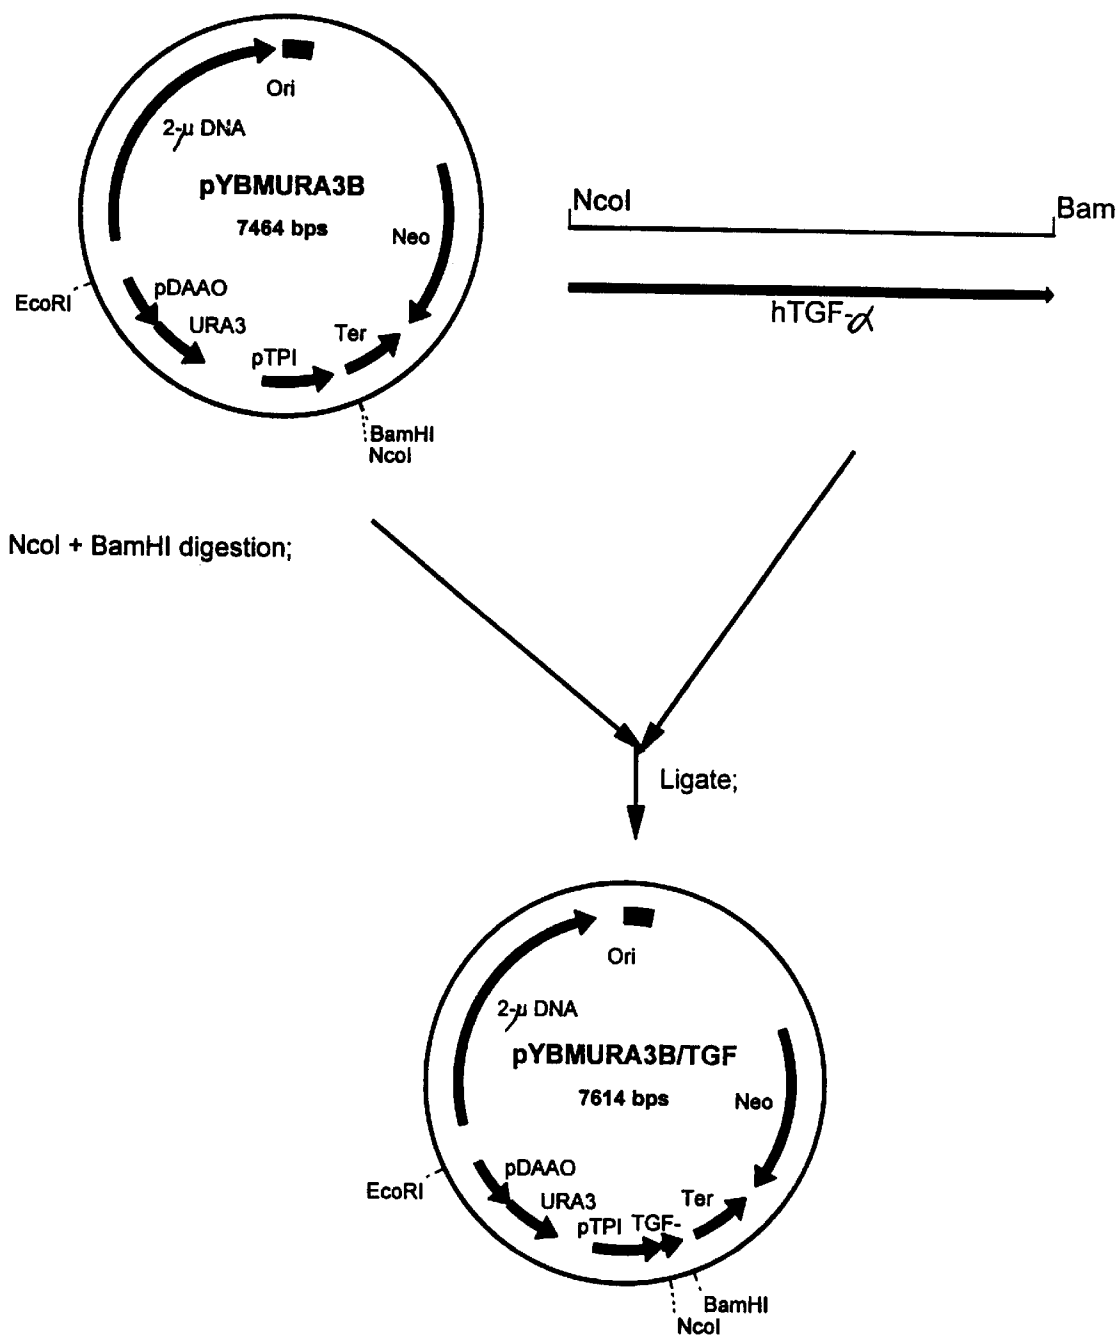 Ori
2-μ DNA
pYBMURA3B
7464 bps
Neo
EcoRI
pDAAO
URA3
Ter
pTPI
BamHI
NcoI
NcoI
Bam
hTGF-α
NcoI + BamHI digestion;
Ligate;
Ori
2-μ DNA
pYBMURA3B/TGF
7614 bps
Neo
EcoRI
pDAAO
URA3
Ter
pTPI
TGF-
BamHI
NcoI